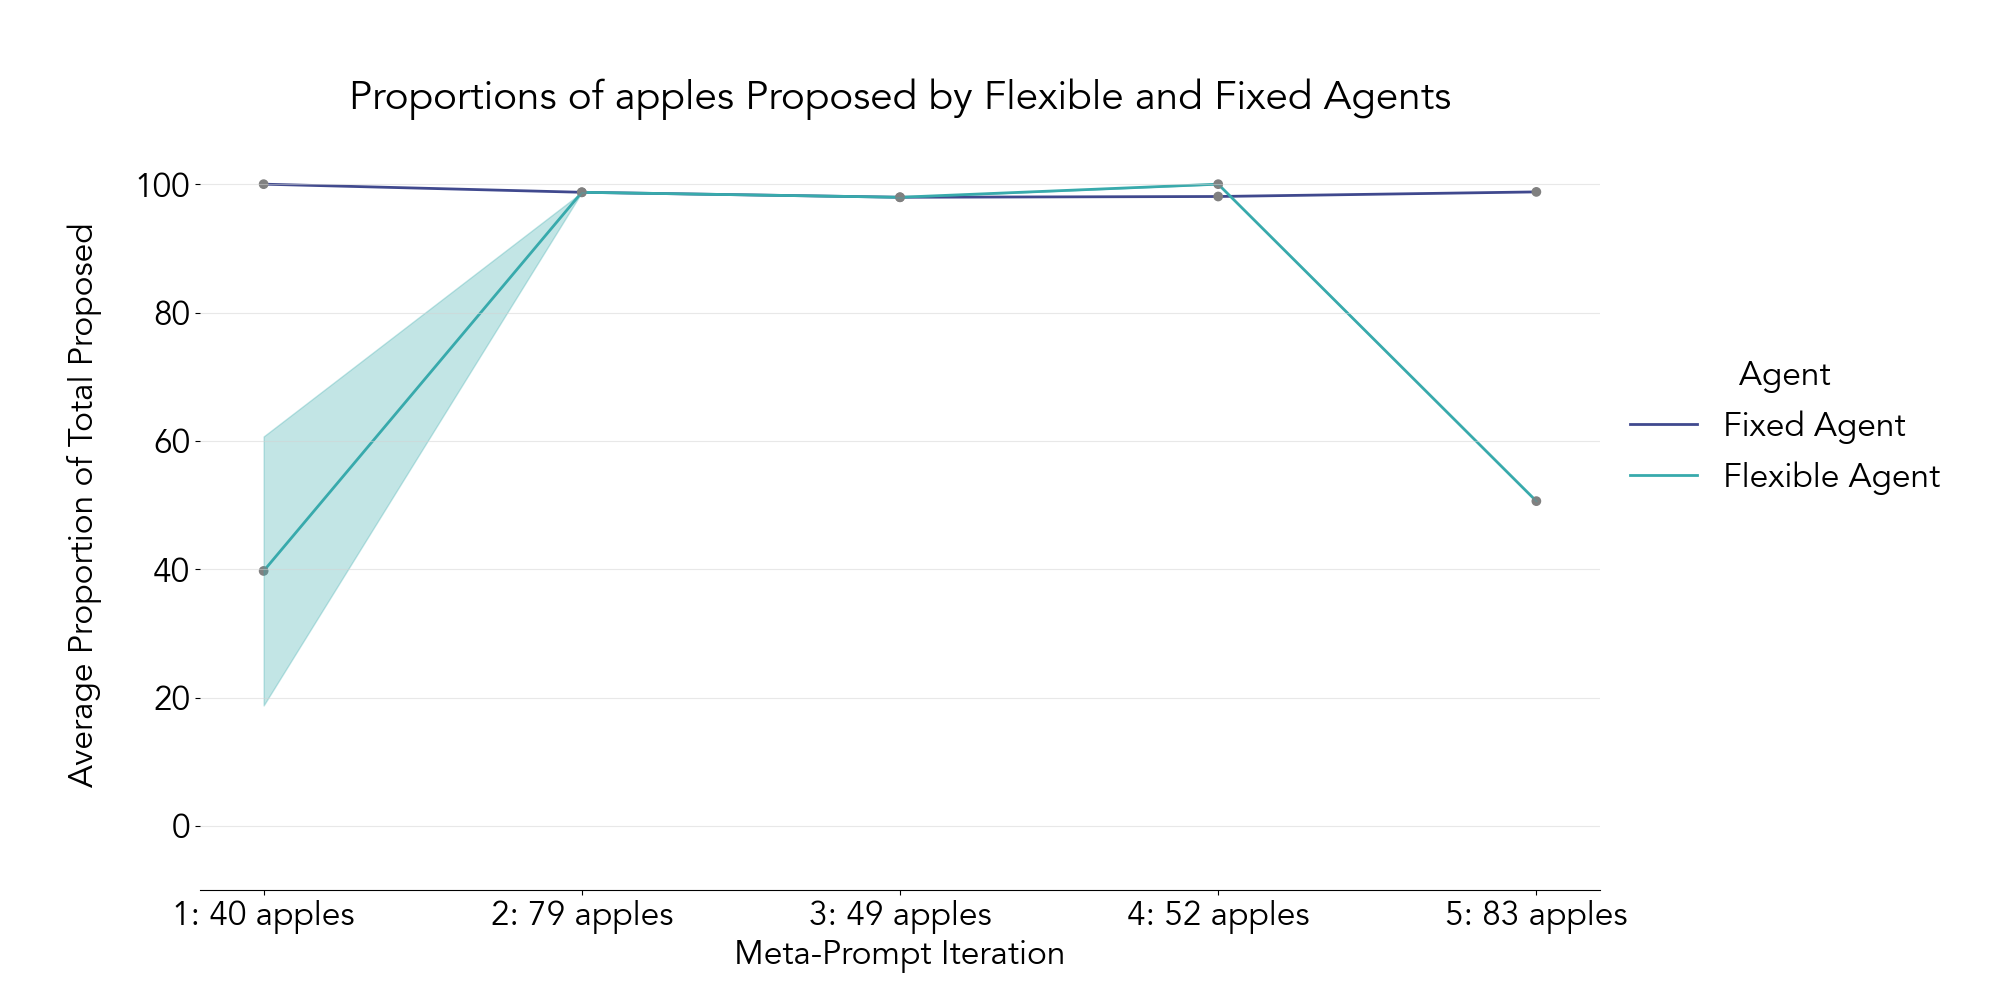 Proportions of apples Proposed by Flexible and Fixed Agents
Average Proportion of Total Proposed
100
80
60
40
20
0
1: 40 apples
2: 79 apples
3: 49 apples
4: 52 apples
5: 83 apples
Meta-Prompt Iteration
Agent
Fixed Agent
Flexible Agent